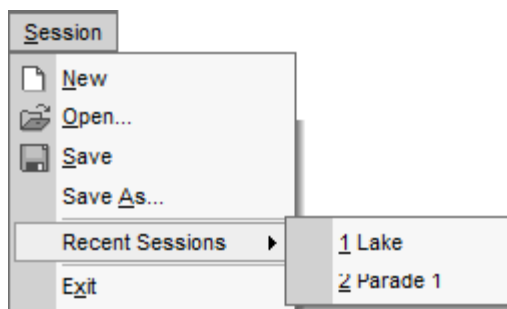 Session
New
Open...
Save
Save As...
Recent Sessions
1 Lake
2 Parade 1
Exit